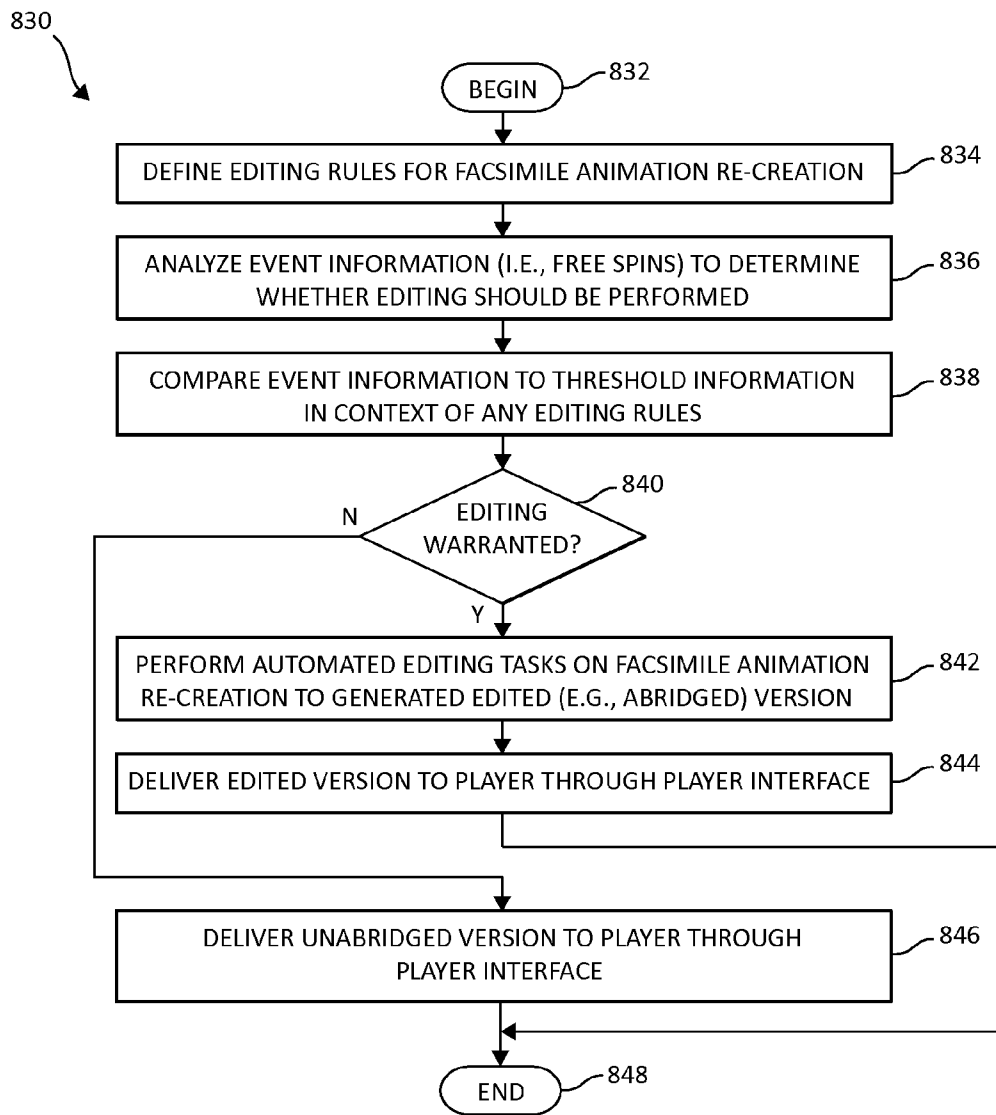 830
BEGIN
832
DEFINE EDITING RULES FOR FACSIMILE ANIMATION RE-CREATION
834
ANALYZE EVENT INFORMATION (I.E., FREE SPINS) TO DETERMINE
WHETHER EDITING SHOULD BE PERFORMED
836
COMPARE EVENT INFORMATION TO THRESHOLD INFORMATION
IN CONTEXT OF ANY EDITING RULES
838
EDITING
WARRANTED?
840
N
Y
PERFORM AUTOMATED EDITING TASKS ON FACSIMILE ANIMATION
RE-CREATION TO GENERATED EDITED (E.G., ABRIDGED) VERSION
842
DELIVER EDITED VERSION TO PLAYER THROUGH PLAYER INTERFACE
844
DELIVER UNABRIDGED VERSION TO PLAYER THROUGH
PLAYER INTERFACE
846
END
848